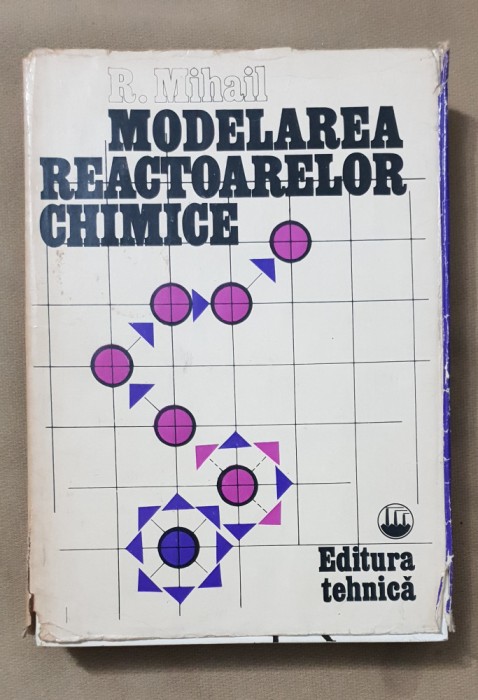 R. Mihail
MODELAREA
REACTOARELOR
CHIMICE
Editura
tehnică